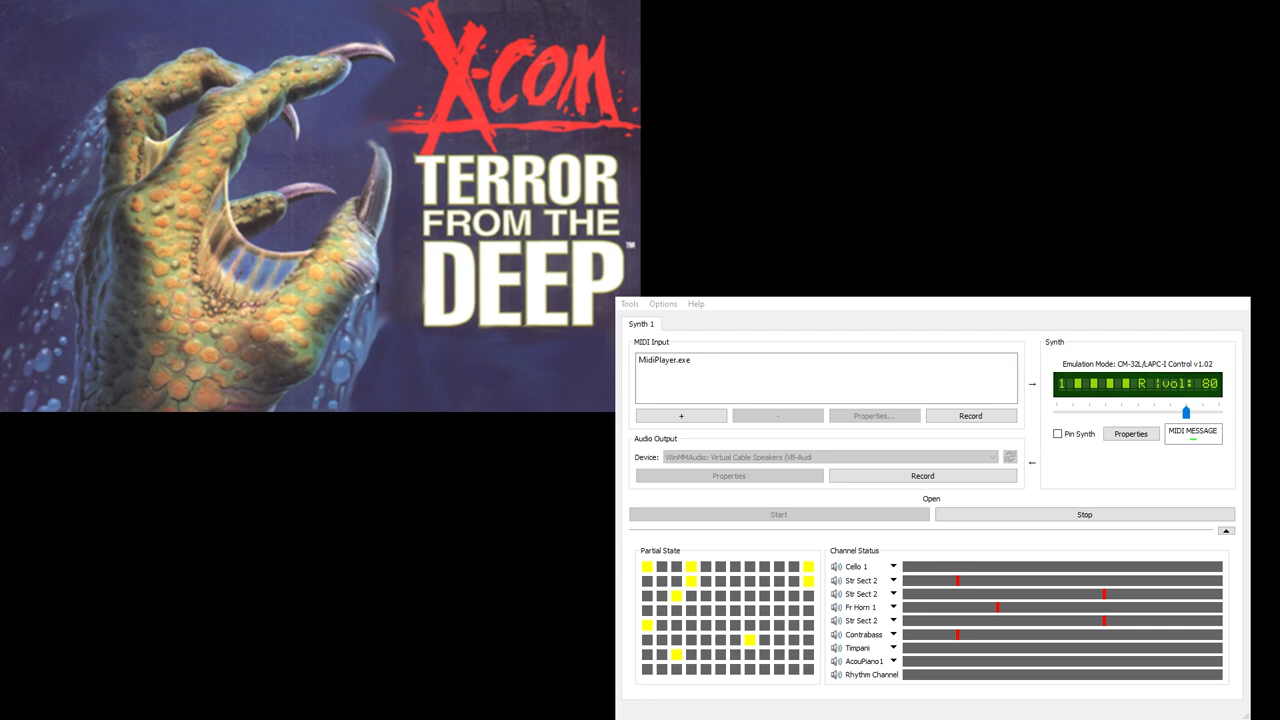 X-COM
TERROR
FROM THE
DEEP™
Tools Options Help
Synth 1
MIDI Input
MidiPlayer.exe
+ - Properties... Record
Audio Output
Device: WinMMAudio: Virtual Cable Speakers (VB-Audi
Properties Record
→
←
Synth
Emulation Mode: CM-32L/LAPC-I Control v1.02
1 R |vol: 80
Pin Synth Properties MIDI MESSAGE
Open
Start Stop
Partial State
Channel Status
Cello 1
Str Sect 2
Str Sect 2
Fr Horn 1
Str Sect 2
Contrabass
Timpani
AcouPiano1
Rhythm Channel